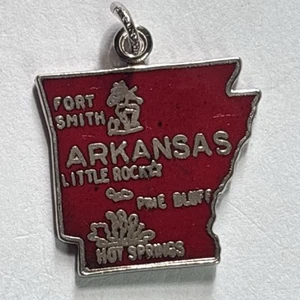 FORT
SMITH
ARKANSAS
LITTLE ROCK
PINE BLUFF
HOT SPRINGS